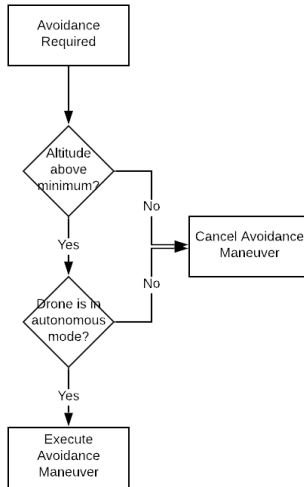 Avoidance
Required
Altitude
above
minimum?
No
Yes
Cancel Avoidance
Maneuver
Drone is in
autonomous
mode?
No
Yes
Execute
Avoidance
Maneuver